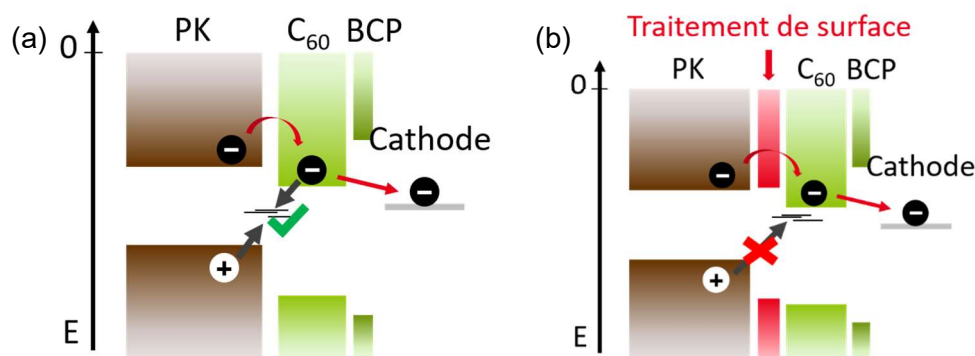 (a)
PK C₆₀ BCP
0
Cathode
E
(b)
Traitement de surface
PK C₆₀ BCP
0
Cathode
E